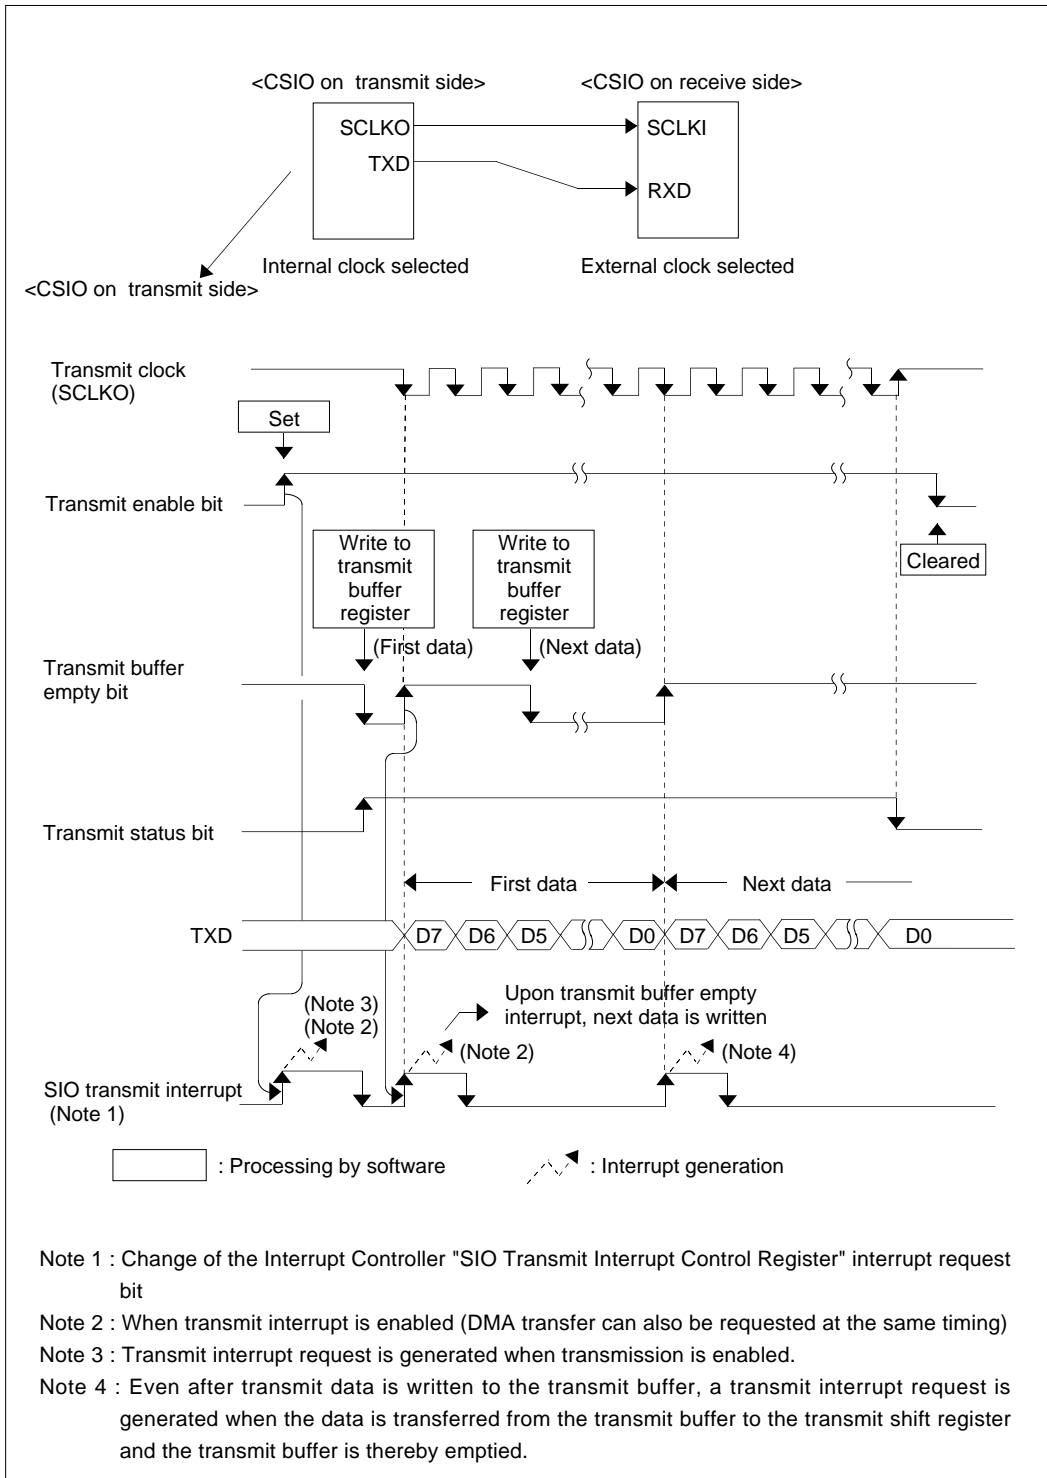 <CSIO on transmit side>
<CSIO on receive side>
SCLKO
SCLKI
TXD
RXD
Internal clock selected
External clock selected
<CSIO on transmit side>
Transmit clock
(SCLKO)
Set
Transmit enable bit
Write to
transmit
buffer
register
Write to
transmit
buffer
register
Cleared
(First data)
(Next data)
Transmit buffer
empty bit
Transmit status bit
First data
Next data
TXD
D7
D6
D5
D0
D7
D6
D5
D0
(Note 3)
(Note 2)
Upon transmit buffer empty
interrupt, next data is written
(Note 2)
(Note 4)
SIO transmit interrupt
(Note 1)
: Processing by software
: Interrupt generation
Note 1 : Change of the Interrupt Controller "SIO Transmit Interrupt Control Register" interrupt request
bit
Note 2 : When transmit interrupt is enabled (DMA transfer can also be requested at the same timing)
Note 3 : Transmit interrupt request is generated when transmission is enabled.
Note 4 : Even after transmit data is written to the transmit buffer, a transmit interrupt request is
generated when the data is transferred from the transmit buffer to the transmit shift register
and the transmit buffer is thereby emptied.